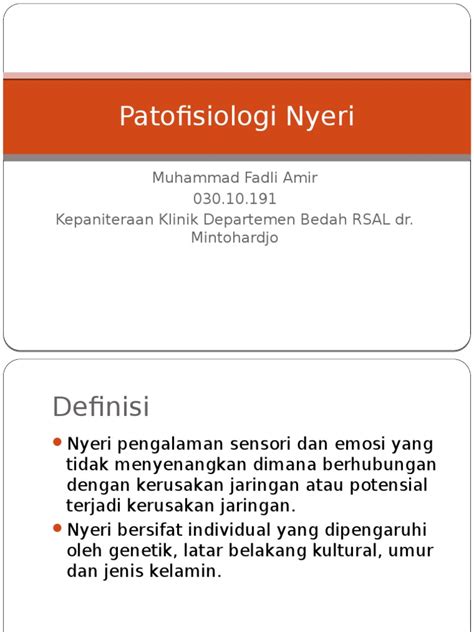 Patofisiologi Nyeri
Muhammad Fadli Amir
030.10.191
Kepaniteraan Klinik Departemen Bedah RSAL dr.
Mintohardjo
Definisi
Nyeri pengalaman sensori dan emosi yang
tidak menyenangkan dimana berhubungan
dengan kerusakan jaringan atau potensial
terjadi kerusakan jaringan.
Nyeri bersifat individual yang dipengaruhi
oleh genetik, latar belakang kultural, umur
dan jenis kelamin.